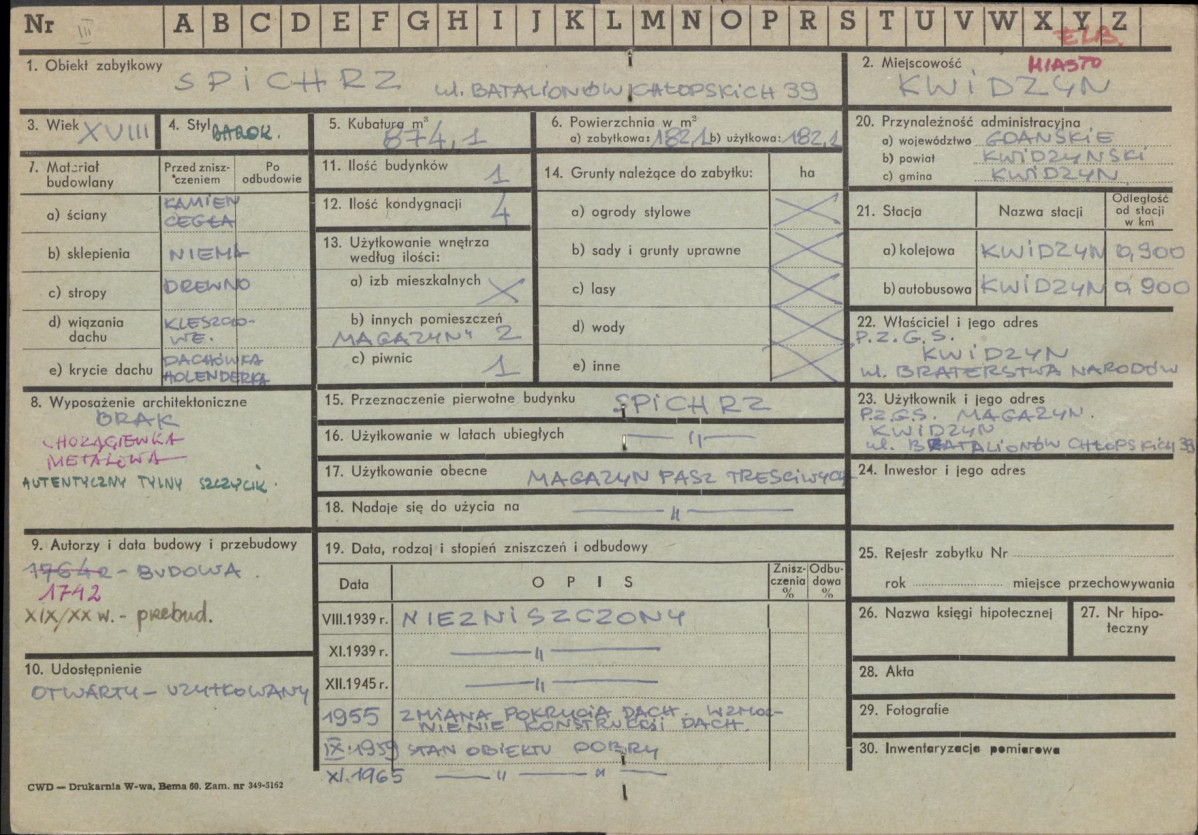 Nr III A B C D E F G H I J K L M N O P R S T U V W X Y Z
ELB.
1. Obiekt zabytkowy
SPICHRZ ul. BATALIONÓW CHŁOPSKICH 39
2. Miejscowość MIASTO
KWIDZYN
3. Wiek XVIII
4. Styl BAROK.
5. Kubatura m³
874,1
6. Powierzchnia w m²
a) zabytkowa: 182,1 b) użytkowa: 182,1
20. Przynależność administracyjna
a) województwo GDAŃSKIE
b) powiat KWIDZYŃSKI
c) gmina KWIDZYN
7. Materiał budowlany
Przed zniszczeniem
Po odbudowie
a) ściany KAMIEŃ
CEGŁA
b) sklepienia NIEMA
c) stropy DREWNO
d) wiązania dachu KLESZCZO-
WE.
e) krycie dachu DACHÓWKA
HOLENDERKA
11. Ilość budynków 1
12. Ilość kondygnacji 4
13. Użytkowanie wnętrza
według ilości:
a) izb mieszkalnych X
b) innych pomieszczeń
MAGAZYN" 2
c) piwnic 1
14. Grunty należące do zabytku: ha
a) ogrody stylowe
b) sady i grunty uprawne
c) lasy
d) wody
e) inne
21. Stacja
Nazwa stacji
Odległość
od stacji
w km
a) kolejowa KWIDZYN 0,900
b) autobusowa KWIDZYN 0,900
22. Właściciel i jego adres
P.Z.G.S.
KWIDZYN
ul. BRATERSTWA NARODÓW
8. Wyposażenie architektoniczne
BRAK
CHORĄGIEWKA
METALOWA
AUTENTYCZNY TYLNY SZCZYCIK.
15. Przeznaczenie pierwotne budynku SPICHRZ
16. Użytkowanie w latach ubiegłych — " —
17. Użytkowanie obecne MAGAZYN PASZ TREŚCIWYCH
18. Nadaje się do użycia na — " —
23. Użytkownik i jego adres
P.Z.G.S. MAGAZYN.
KWIDZYN
ul. BATALIONÓW CHŁOPSKICH 39
24. Inwestor i jego adres
9. Autorzy i data budowy i przebudowy
1764 r - BUDOWA.
1742
XIX/XX w. - przebud.
10. Udostępnienie
OTWARTY - UŻYTKOWANY
19. Data, rodzaj i stopień zniszczeń i odbudowy
Data
OPIS
Znisz-
czenia
%
Odbu-
dowa
%
VIII.1939 r. NIEZNISZCZONY
XI.1939 r. — " —
XII.1945 r. — " —
1955 ZMIANA POKRYCIA DACH. WZMOC-
NIENIE KONSTRUKCJI DACH.
IX.1959 STAN OBIEKTU DOBRY
XI.1965 — " — " —
25. Rejestr zabytku Nr
rok miejsce przechowywania
26. Nazwa księgi hipotecznej
27. Nr hipo-
teczny
28. Akta
29. Fotografie
30. Inwentaryzacja pomiarowa
CWD — Drukarnia W-wa, Bema 60. Zam. nr 349-5162